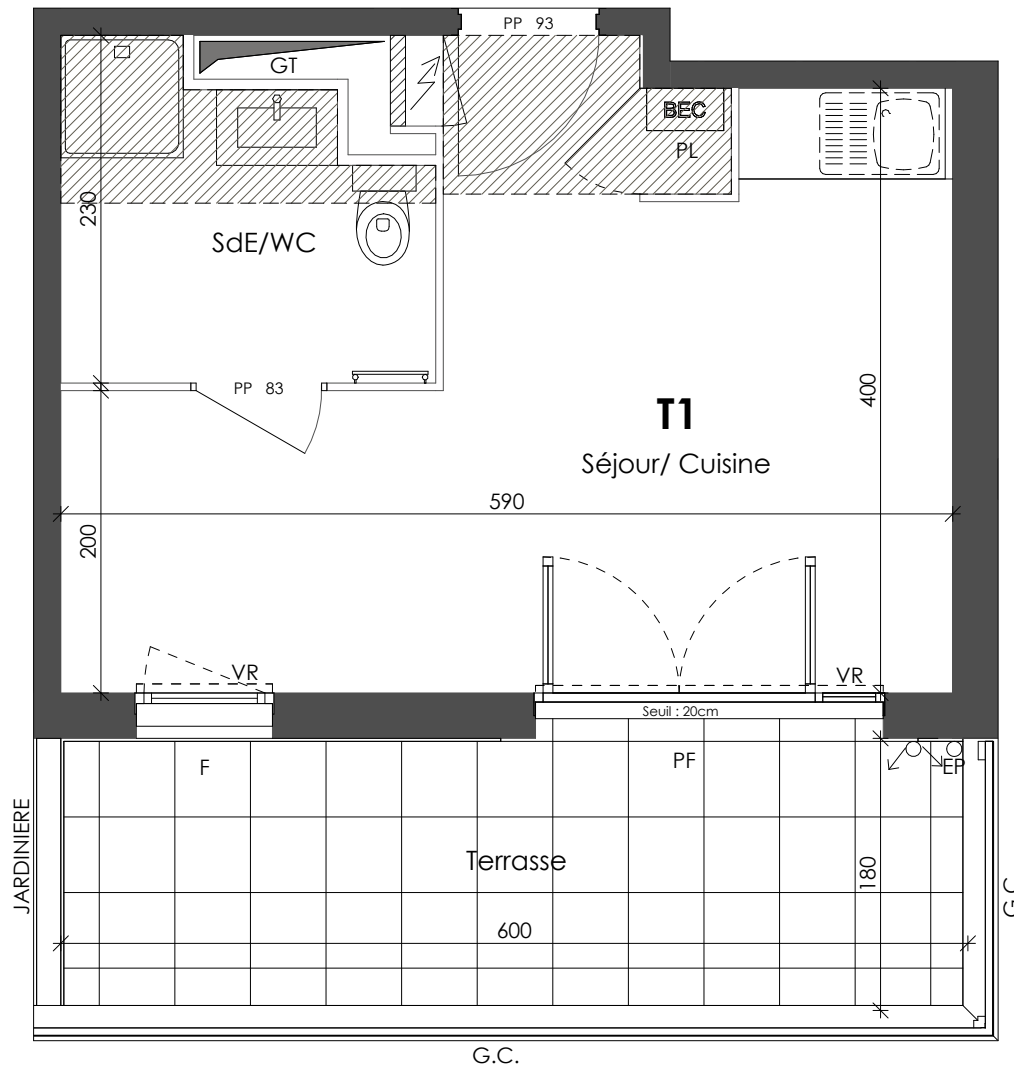 PP 93
GT
BEC
PL
230
SdE/WC
PP 83
T1
Séjour/ Cuisine
400
590
200
VR
VR
Seuil : 20cm
F
PF
EP
JARDINIERE
Terrasse
180
G.C.
600
G.C.